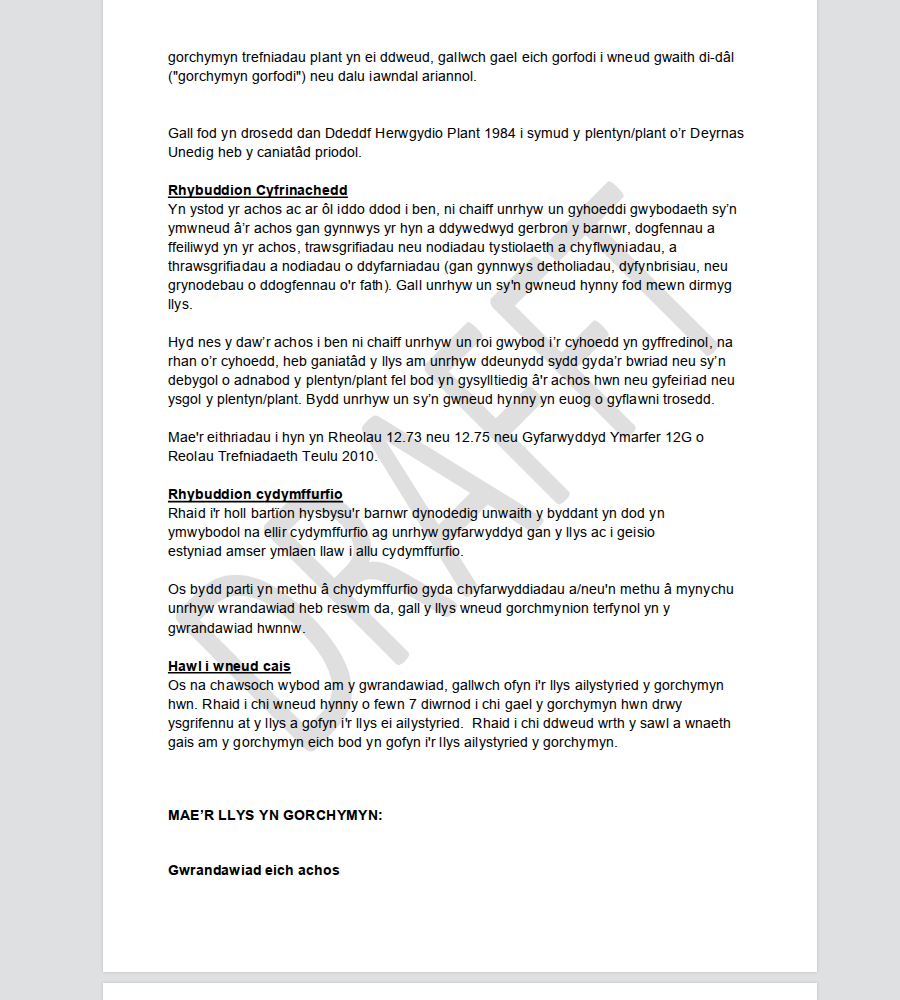 gorchymyn trefniadau plant yn ei ddweud, gallwch gael eich gorfodi i wneud gwaith di-dâl
("gorchymyn gorfodi") neu dalu iawndal ariannol.
Gall fod yn drosedd dan Ddeddf Herwgydio Plant 1984 i symud y plentyn/plant o’r Deyrnas
Unedig heb y caniatâd priodol.
Rhybuddion Cyfrinachedd
Yn ystod yr achos ac ar ôl iddo ddod i ben, ni chaiff unrhyw un gyhoeddi gwybodaeth sy’n
ymwneud â’r achos gan gynnwys yr hyn a ddywedwyd gerbron y barnwr, dogfennau a
ffeiliwyd yn yr achos, trawsgrifiadau neu nodiadau tystiolaeth a chyflwyniadau, a
thrawsgrifiadau a nodiadau o ddyfarniadau (gan gynnwys detholiadau, dyfynbrisiau, neu
grynodebau o ddogfennau o'r fath). Gall unrhyw un sy'n gwneud hynny fod mewn dirmyg
llys.
Hyd nes y daw’r achos i ben ni chaiff unrhyw un roi gwybod i’r cyhoedd yn gyffredinol, na
rhan o’r cyhoedd, heb ganiatâd y llys am unrhyw ddeunydd sydd gyda’r bwriad neu sy’n
debygol o adnabod y plentyn/plant fel bod yn gysylltiedig â'r achos hwn neu gyfeiriad neu
ysgol y plentyn/plant. Bydd unrhyw un sy’n gwneud hynny yn euog o gyflawni trosedd.
Mae'r eithriadau i hyn yn Rheolau 12.73 neu 12.75 neu Gyfarwyddyd Ymarfer 12G o
Reolau Trefniadaeth Teulu 2010.
Rhybuddion cydymffurfio
Rhaid i'r holl bartïon hysbysu'r barnwr dynodedig unwaith y byddant yn dod yn
ymwybodol na ellir cydymffurfio ag unrhyw gyfarwyddyd gan y llys ac i geisio
estyniad amser ymlaen llaw i allu cydymffurfio.
Os bydd parti yn methu â chydymffurfio gyda chyfarwyddiadau a/neu'n methu â mynychu
unrhyw wrandawiad heb reswm da, gall y llys wneud gorchmynion terfynol yn y
gwrandawiad hwnnw.
Hawl i wneud cais
Os na chawsoch wybod am y gwrandawiad, gallwch ofyn i'r llys ailystyried y gorchymyn
hwn. Rhaid i chi wneud hynny o fewn 7 diwrnod i chi gael y gorchymyn hwn drwy
ysgrifennu at y llys a gofyn i'r llys ei ailystyried.  Rhaid i chi ddweud wrth y sawl a wnaeth
gais am y gorchymyn eich bod yn gofyn i'r llys ailystyried y gorchymyn.
MAE’R LLYS YN GORCHYMYN:
Gwrandawiad eich achos
DRAFFT